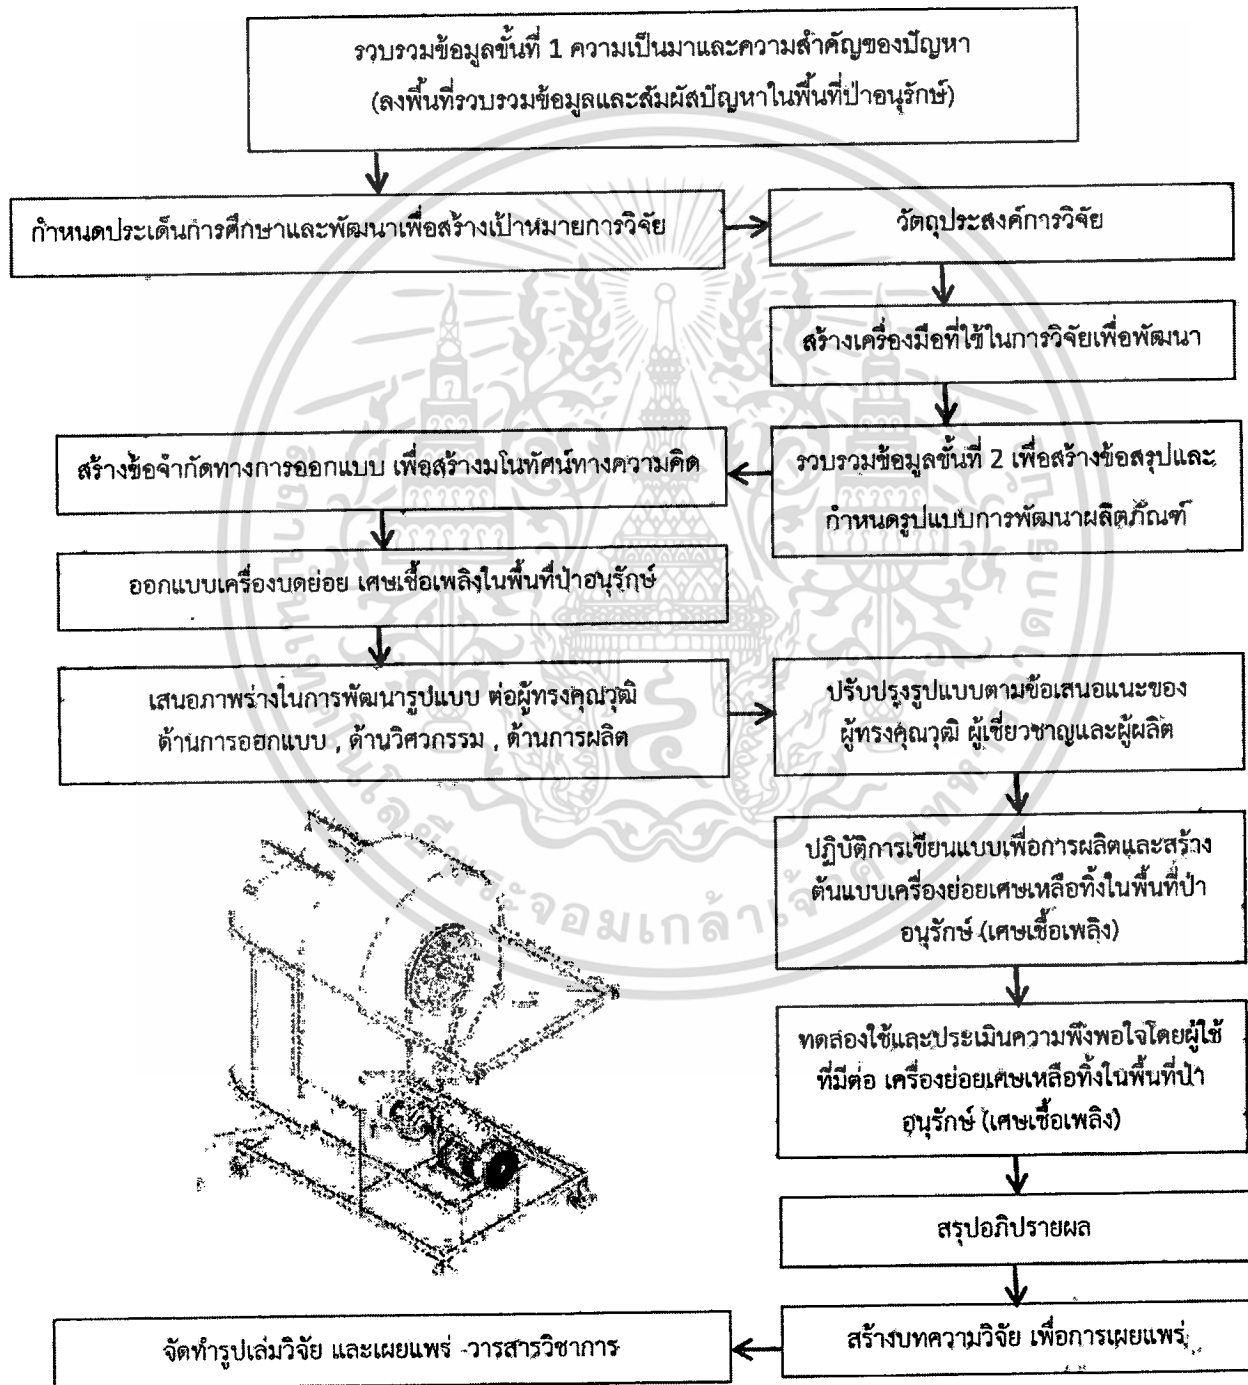 รวบรวมข้อมูลขั้นที่ 1 ความเป็นมาและความสำคัญของปัญหา
(ลงพื้นที่รวบรวมข้อมูลและสัมผัสปัญหาในพื้นที่ป่าอนุรักษ์)
กำหนดประเด็นการศึกษาและพัฒนาเพื่อสร้างเป้าหมายการวิจัย
วัตถุประสงค์การวิจัย
สร้างเครื่องมือที่ใช้ในการวิจัยเพื่อพัฒนา
รวบรวมข้อมูลขั้นที่ 2 เพื่อสร้างข้อสรุปและ
กำหนดรูปแบบการพัฒนาผลิตภัณฑ์
สร้างข้อจำกัดทางการออกแบบ เพื่อสร้างมโนทัศน์ทางความคิด
ออกแบบเครื่องบดย่อย เศษเชื้อเพลิงในพื้นที่ป่าอนุรักษ์
เสนอภาพร่างในการพัฒนารูปแบบ ต่อผู้ทรงคุณวุฒิ
ด้านการออกแบบ , ด้านวิศวกรรม , ด้านการผลิต
ปรับปรุงรูปแบบตามข้อเสนอแนะของ
ผู้ทรงคุณวุฒิ ผู้เชี่ยวชาญและผู้ผลิต
ปฏิบัติการเขียนแบบเพื่อการผลิตและสร้าง
ต้นแบบเครื่องย่อยเศษเหลือทิ้งในพื้นที่ป่า
อนุรักษ์ (เศษเชื้อเพลิง)
ทดลองใช้และประเมินความพึงพอใจโดยผู้ใช้
ที่มีต่อ เครื่องย่อยเศษเหลือทิ้งในพื้นที่ป่า
อนุรักษ์ (เศษเชื้อเพลิง)
สรุปอภิปรายผล
สร้างบทความวิจัย เพื่อการเผยแพร่
จัดทำรูปเล่มวิจัย และเผยแพร่ -วารสารวิชาการ